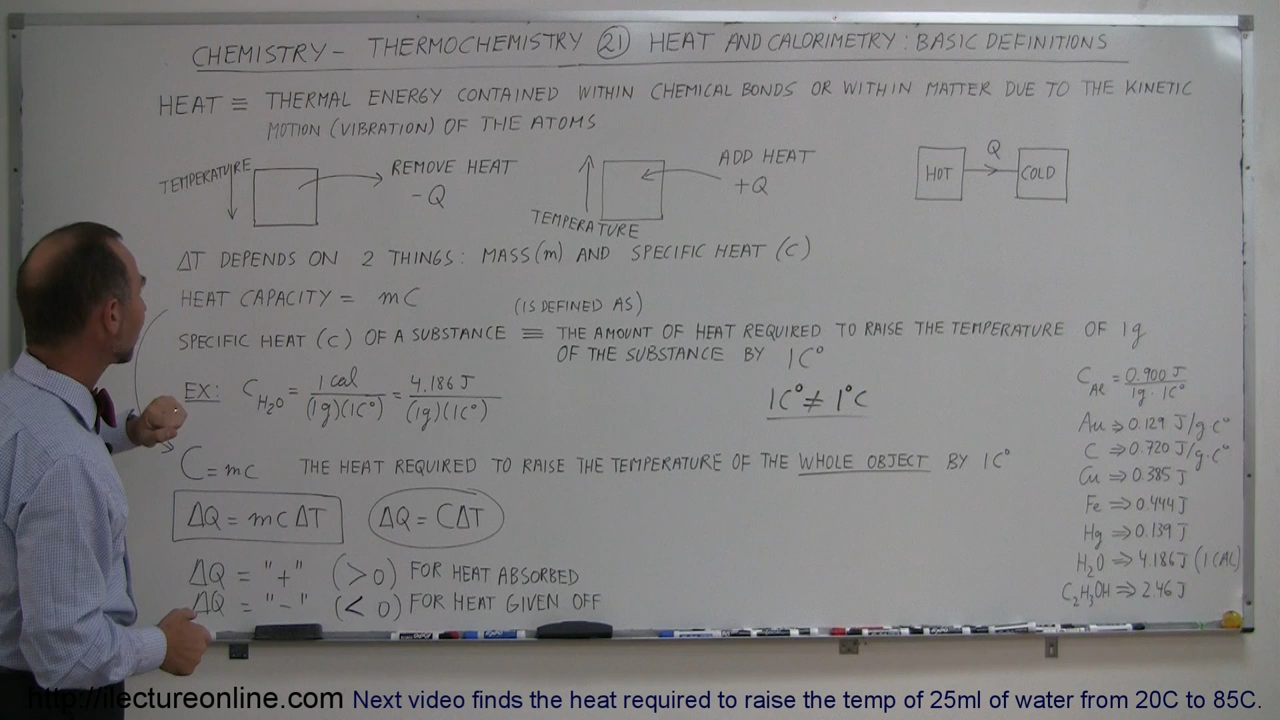 CHEMISTRY - THERMOCHEMISTRY (21) HEAT AND CALORIMETRY: BASIC DEFINITIONS
HEAT ≡ THERMAL ENERGY CONTAINED WITHIN CHEMICAL BONDS OR WITHIN MATTER DUE TO THE KINETIC
MOTION (VIBRATION) OF THE ATOMS
TEMPERATURE ↓ REMOVE HEAT
-Q
↑ TEMPERATURE
ADD HEAT
+Q
HOT Q → COLD
ΔT DEPENDS ON 2 THINGS: MASS (m) AND SPECIFIC HEAT (C)
HEAT CAPACITY = mC
(IS DEFINED AS)
SPECIFIC HEAT (C) OF A SUBSTANCE ≡ THE AMOUNT OF HEAT REQUIRED TO RAISE THE TEMPERATURE OF 1g
OF THE SUBSTANCE BY 1C°
EX: C_H₂O = 1 cal/(1g)(1C°) = 4.186 J/(1g)(1C°)
1C° ≠ 1°C
C = mc THE HEAT REQUIRED TO RAISE THE TEMPERATURE OF THE WHOLE OBJECT BY 1C°
ΔQ = mcΔT
ΔQ = CΔT
ΔQ = "+" (>0) FOR HEAT ABSORBED
ΔQ = "-" (<0) FOR HEAT GIVEN OFF
C_Al = 0.900 J/1g·1C°
Au ⇒ 0.129 J/g·C°
C ⇒ 0.720 J/g·C°
Cu ⇒ 0.385 J
Fe ⇒ 0.444 J
Hg ⇒ 0.139 J
H₂O ⇒ 4.186 J (1 CAL)
C₂H₅OH ⇒ 2.46 J
http://ilectureonline.com Next video finds the heat required to raise the temp of 25ml of water from 20C to 85C.